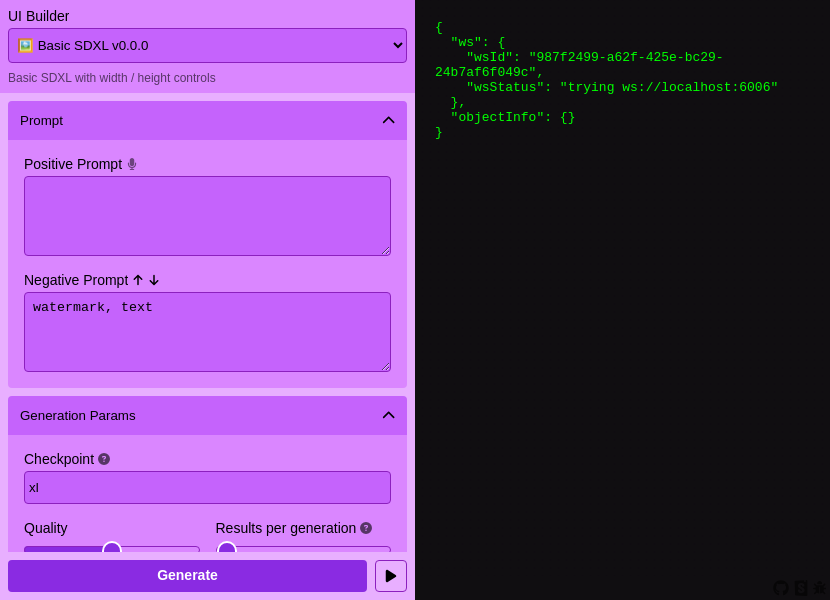 UI Builder
🖼️ Basic SDXL v0.0.0
Basic SDXL with width / height controls
Prompt
Positive Prompt
Negative Prompt
watermark, text
Generation Params
Checkpoint
xl
Quality
Results per generation
Generate
{
  "ws": {
    "wsId": "987f2499-a62f-425e-bc29-
24b7af6f049c",
    "wsStatus": "trying ws://localhost:6006"
  },
  "objectInfo": {}
}